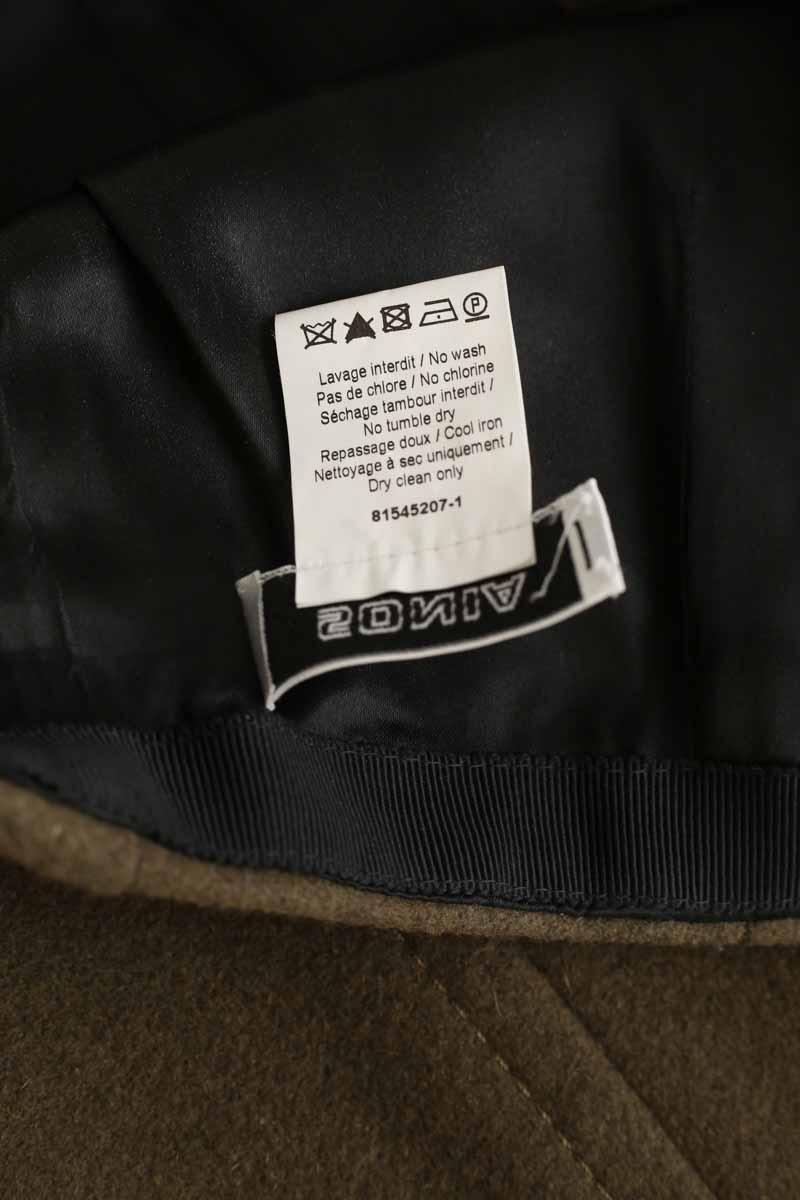 P
Lavage interdit / No wash
Pas de chlore / No chlorine
Séchage tambour interdit /
No tumble dry
Repassage doux / Cool iron
Nettoyage à sec uniquement /
Dry clean only
81545207-1
SONIA